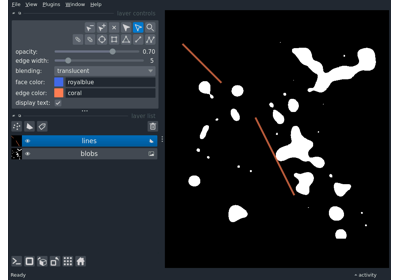 File View Plugins Window Help
layer controls
opacity: 0.70
edge width: 5
blending: translucent
face color: royalblue
edge color: coral
display text:
layer list
lines
blobs
Ready
activity